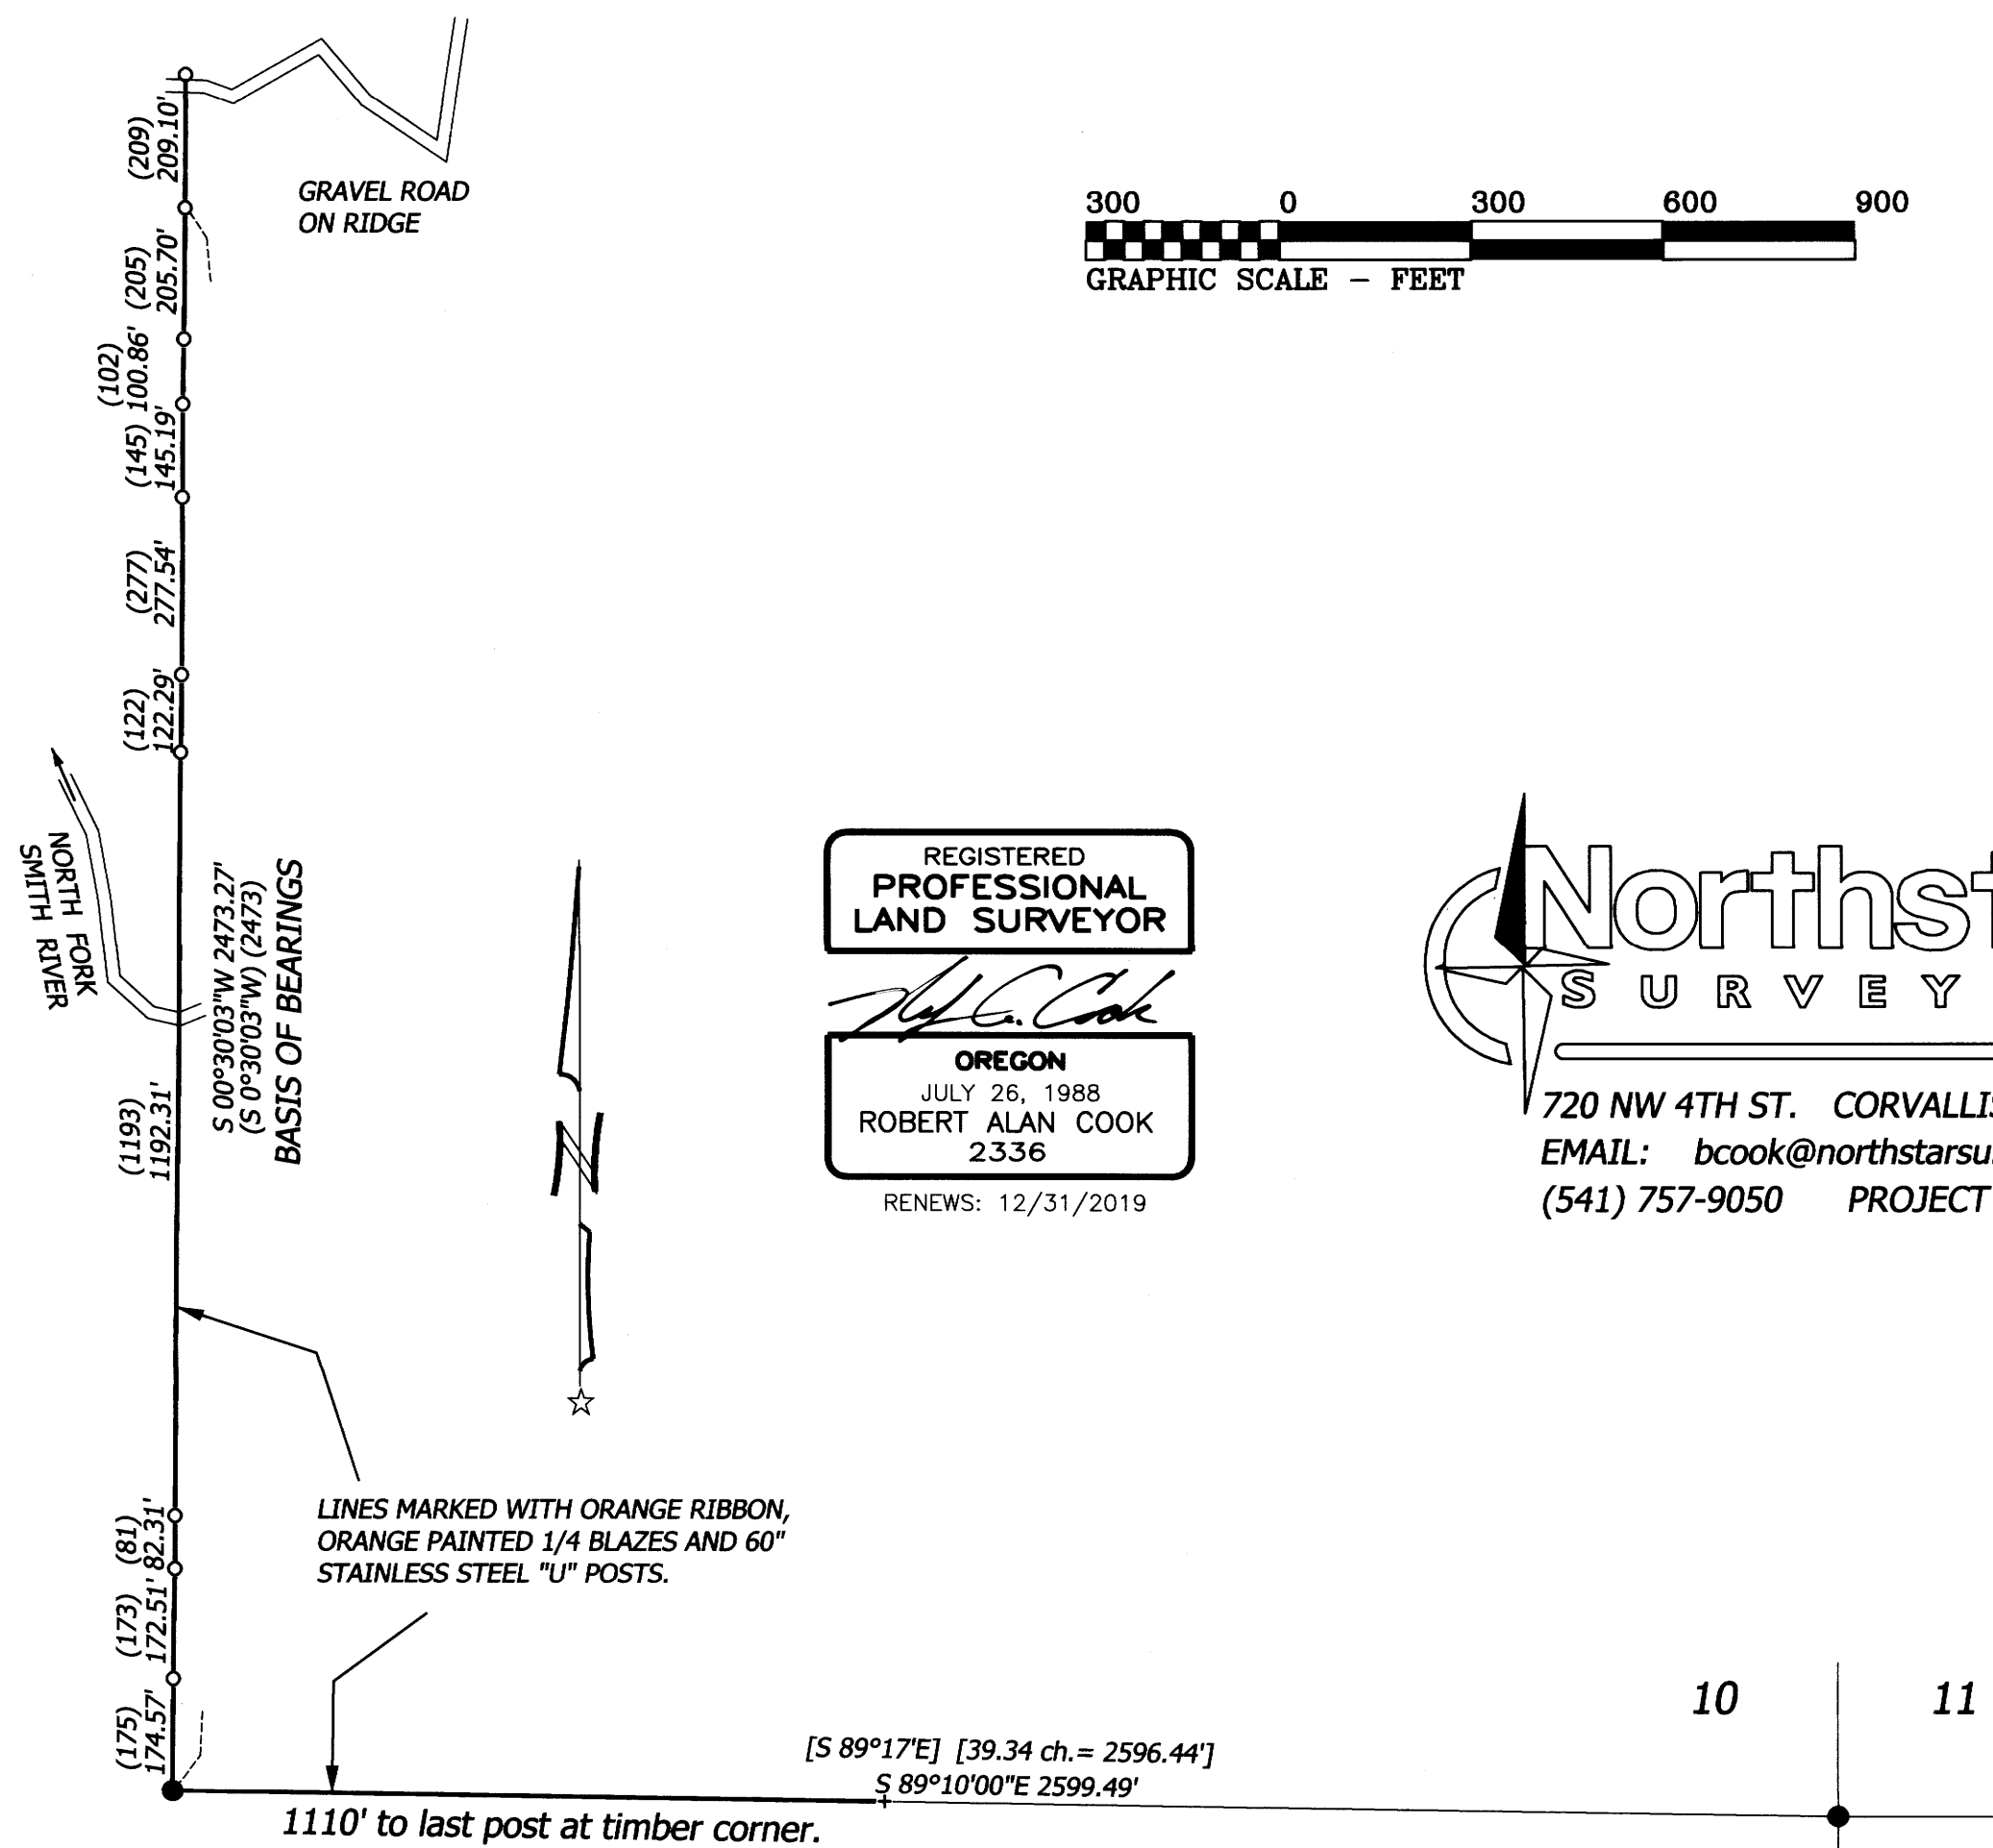 (209)
209.10'
GRAVEL ROAD
ON RIDGE
300 0 300 600 900
GRAPHIC SCALE - FEET
(205)
205.70'
(102)
100.86'
(145)
145.19'
(277)
277.54'
(122)
122.29'
NORTH FORK
SMITH RIVER
S 00°30'03"W 2473.27'
(S 0°30'03"W) (2473)
BASIS OF BEARINGS
(1193)
1192.31'
N
REGISTERED
PROFESSIONAL
LAND SURVEYOR
OREGON
JULY 26, 1988
ROBERT ALAN COOK
2336
RENEWS: 12/31/2019
Northst
SURVEY
720 NW 4TH ST. CORVALLIS
EMAIL: bcook@northstarsu
(541) 757-9050 PROJECT
LINES MARKED WITH ORANGE RIBBON,
ORANGE PAINTED 1/4 BLAZES AND 60"
STAINLESS STEEL "U" POSTS.
(81)
82.31'
(173)
172.51'
(175)
174.57'
10 11
[S 89°17'E] [39.34 ch.= 2596.44']
S 89°10'00"E 2599.49'
1110' to last post at timber corner.